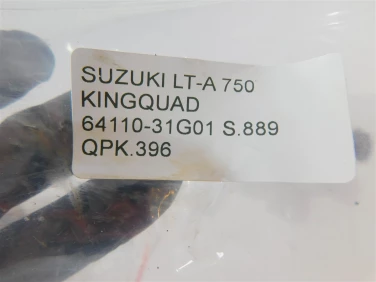 SUZUKI LT-A 750
KINGQUAD
64110-31G01 S.889
QPK.396